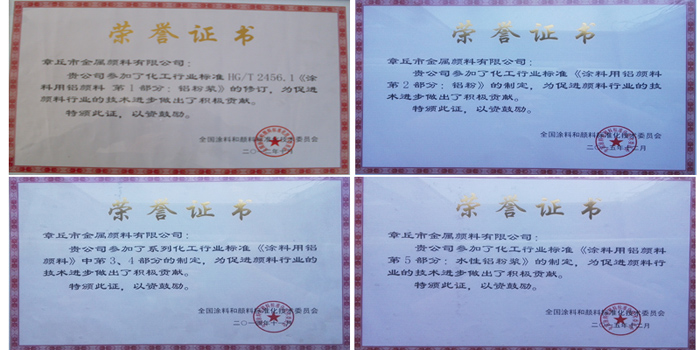 荣誉证书
章丘市金属颜料有限公司：
贵公司参加了化工行业标准 HG/T 2456.1《涂
料用铝颜料 第1部分：铝粉浆》的修订，为促进
颜料行业的技术进步做出了积极贡献。
特颁此证，以资鼓励。
全国涂料和颜料标准化技术委员会
荣誉证书
章丘市金属颜料有限公司：
贵公司参加了化工行业标准《涂料用铝颜料
第2部分：铝粉》的制定，为促进颜料行业的技
术进步做出了积极贡献。
特颁此证，以资鼓励。
全国涂料和颜料标准化技术委员会
二〇一五年十二月
荣誉证书
章丘市金属颜料有限公司：
贵公司参加了系列化工行业标准《涂料用铝
颜料》中第3、4部分的制定，为促进颜料行业的
技术进步做出了积极贡献。
特颁此证，以资鼓励。
全国涂料和颜料标准化技术委员会
荣誉证书
章丘市金属颜料有限公司：
贵公司参加了化工行业标准《涂料用铝颜料
第5部分：水性铝粉浆》的制定，为促进颜料行
业的技术进步做出了积极贡献。
特颁此证，以资鼓励。
全国涂料和颜料标准化技术委员会
二〇一五年十二月